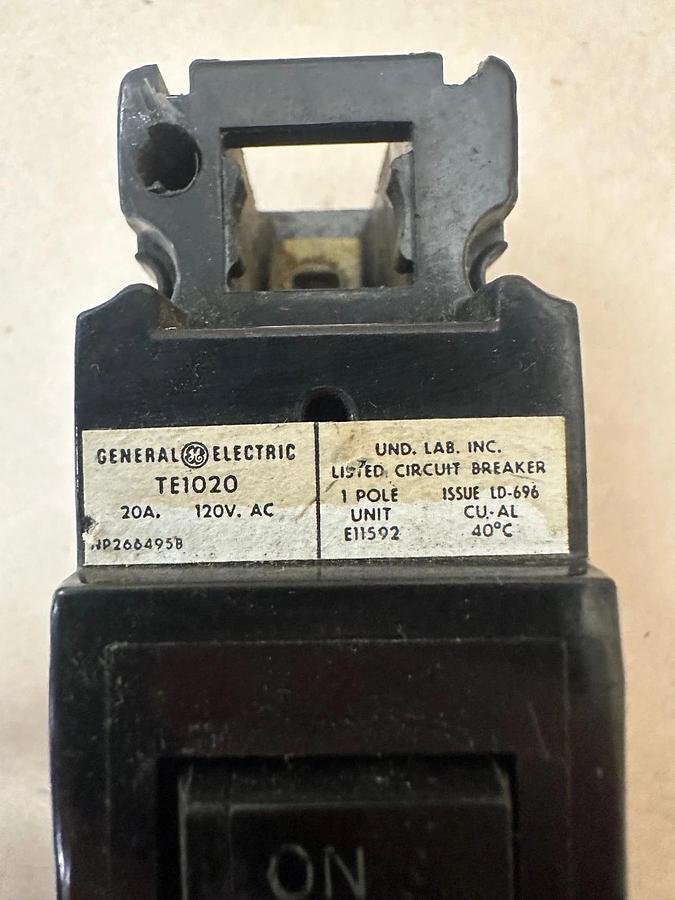 GENERAL GE ELECTRIC
TE1020
20A. 120V. AC
NP266495B
UND. LAB. INC.
LISTED CIRCUIT BREAKER
1 POLE ISSUE LD-696
UNIT CU-AL
E11592 40°C
ON